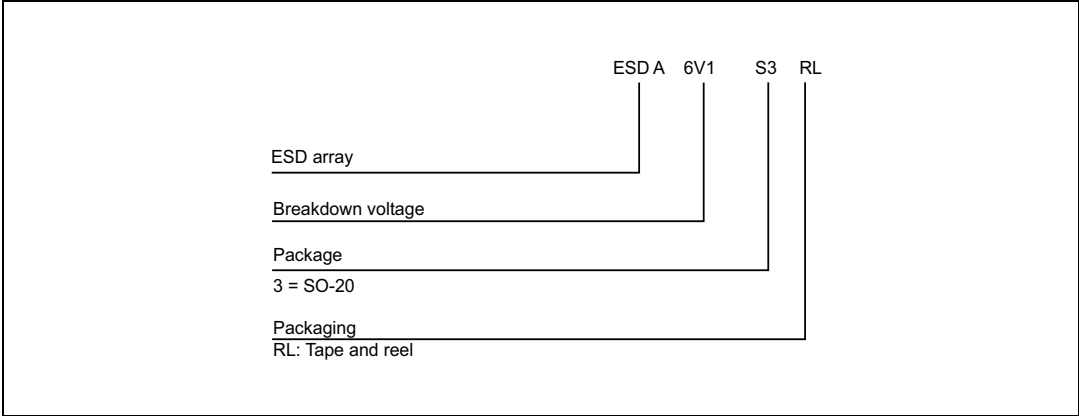 ESD A 6V1 S3 RL
ESD array
Breakdown voltage
Package
3 = SO-20
Packaging
RL: Tape and reel